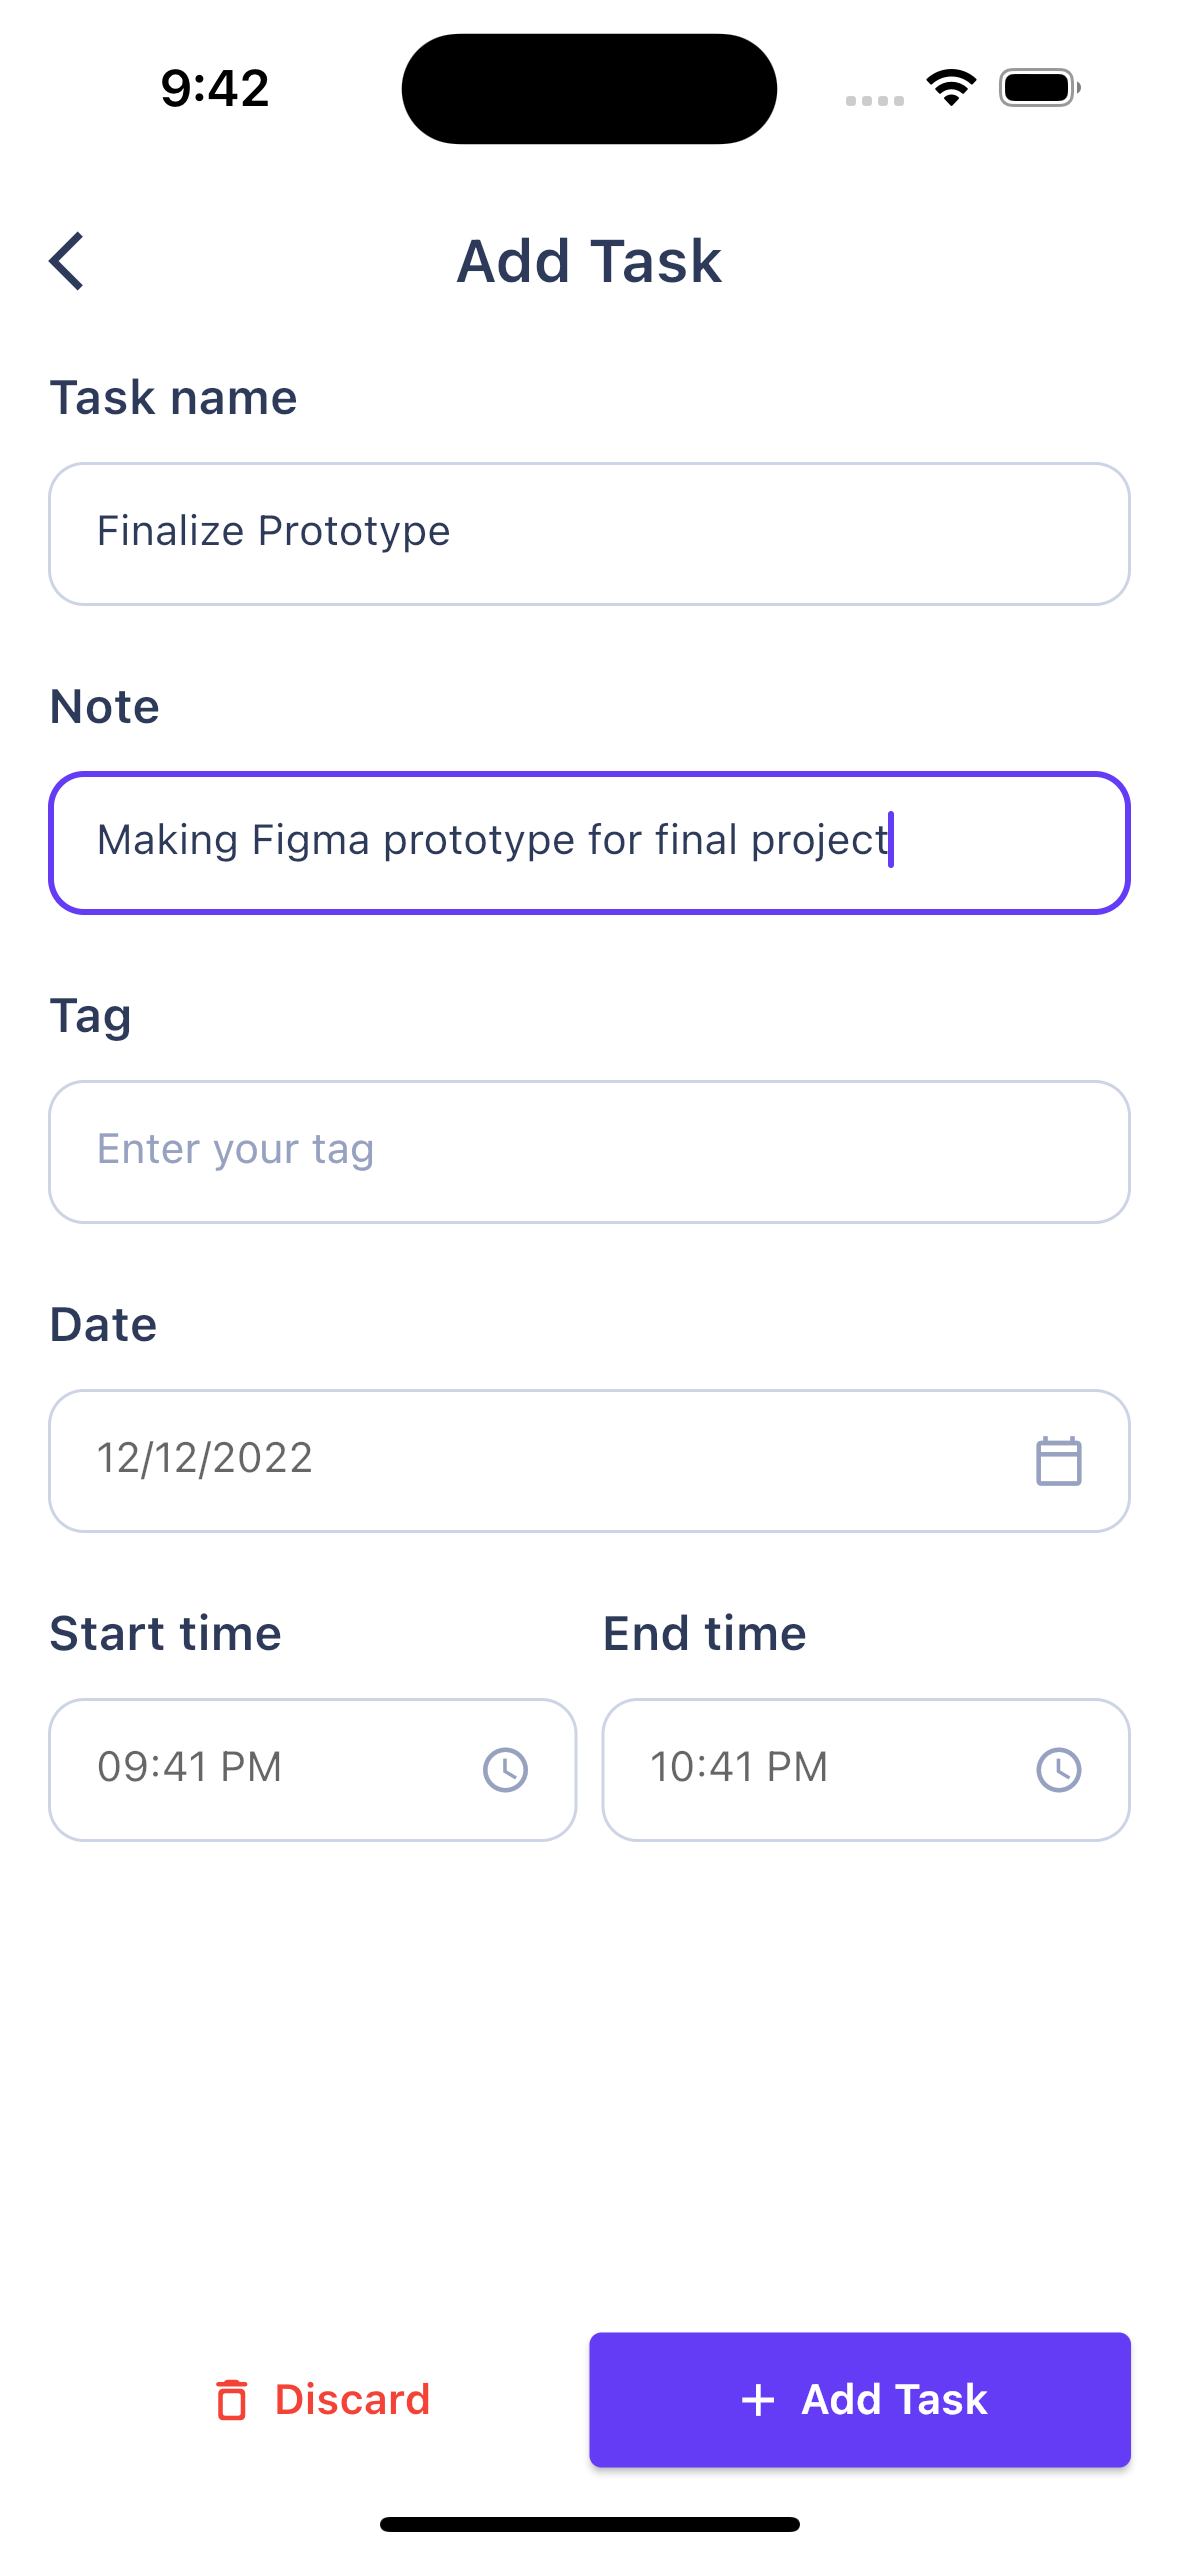 9:42
Add Task
Task name
Finalize Prototype
Note
Making Figma prototype for final project
Tag
Enter your tag
Date
12/12/2022
Start time End time
09:41 PM 10:41 PM
Discard + Add Task